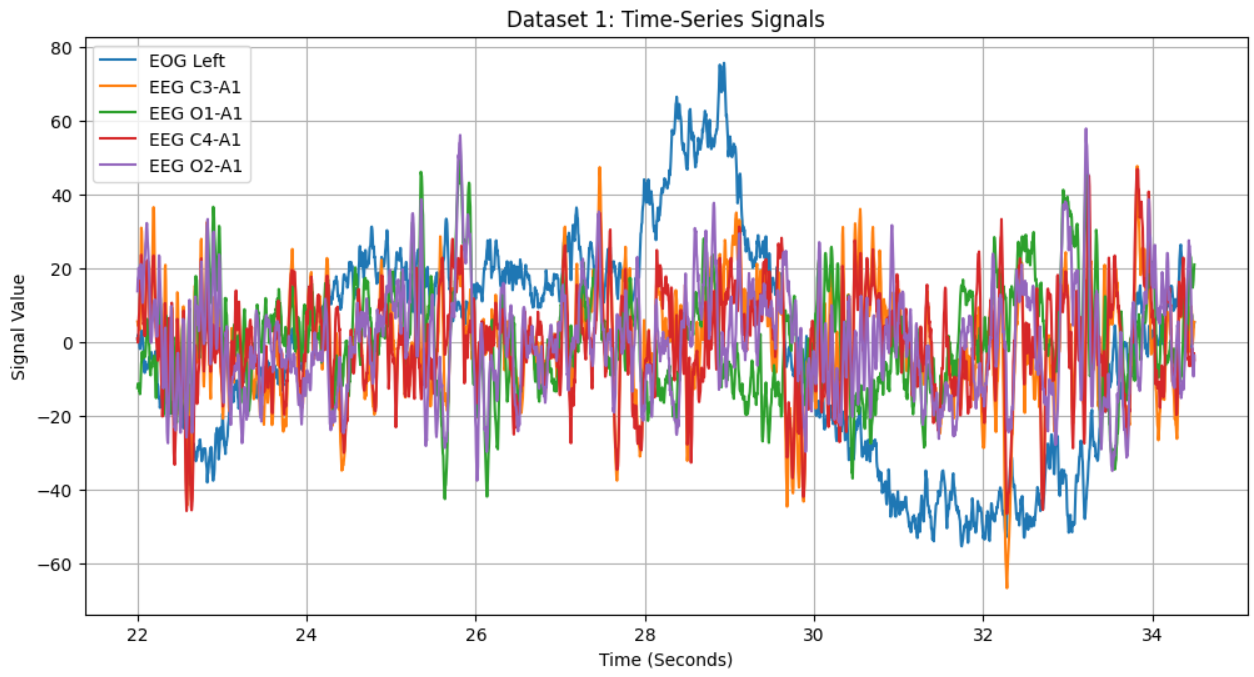 Dataset 1: Time-Series Signals
EOG Left
EEG C3-A1
EEG O1-A1
EEG C4-A1
EEG O2-A1
Signal Value
80
60
40
20
0
−20
−40
−60
22
24
26
28
30
32
34
Time (Seconds)